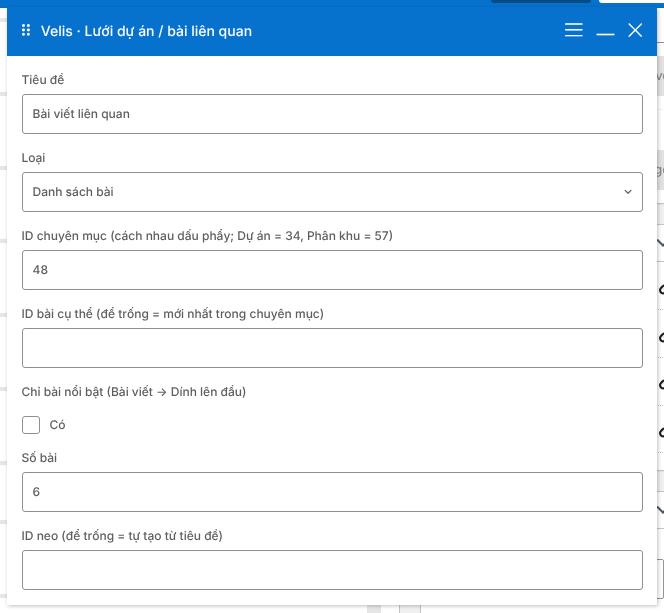 Velis · Lưới dự án / bài liên quan
Tiêu đề
Bài viết liên quan
Loại
Danh sách bài
ID chuyên mục (cách nhau dấu phẩy; Dự án = 34, Phân khu = 57)
48
ID bài cụ thể (để trống = mới nhất trong chuyên mục)
Chỉ bài nổi bật (Bài viết → Dính lên đầu)
Có
Số bài
6
ID neo (để trống = tự tạo từ tiêu đề)